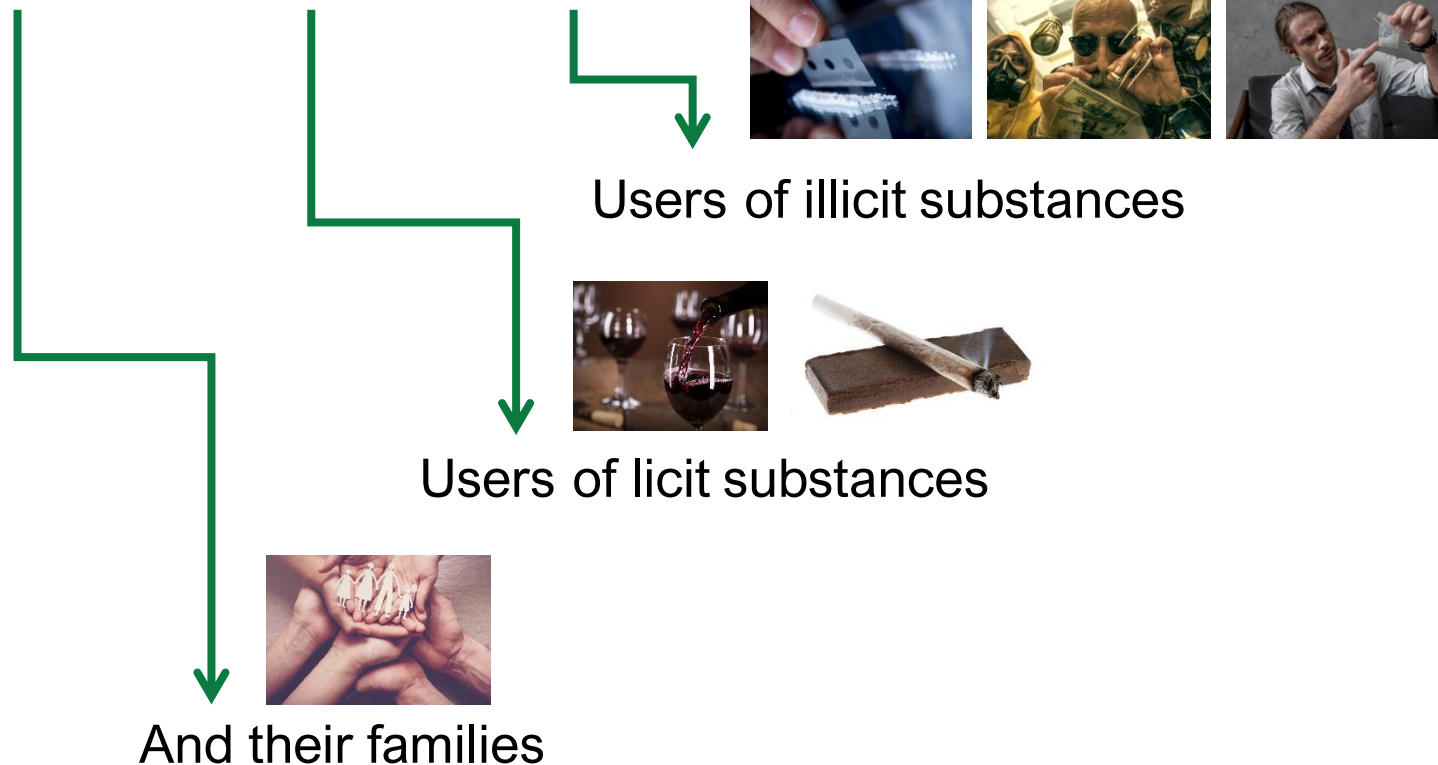 Users of illicit substances
Users of licit substances
And their families